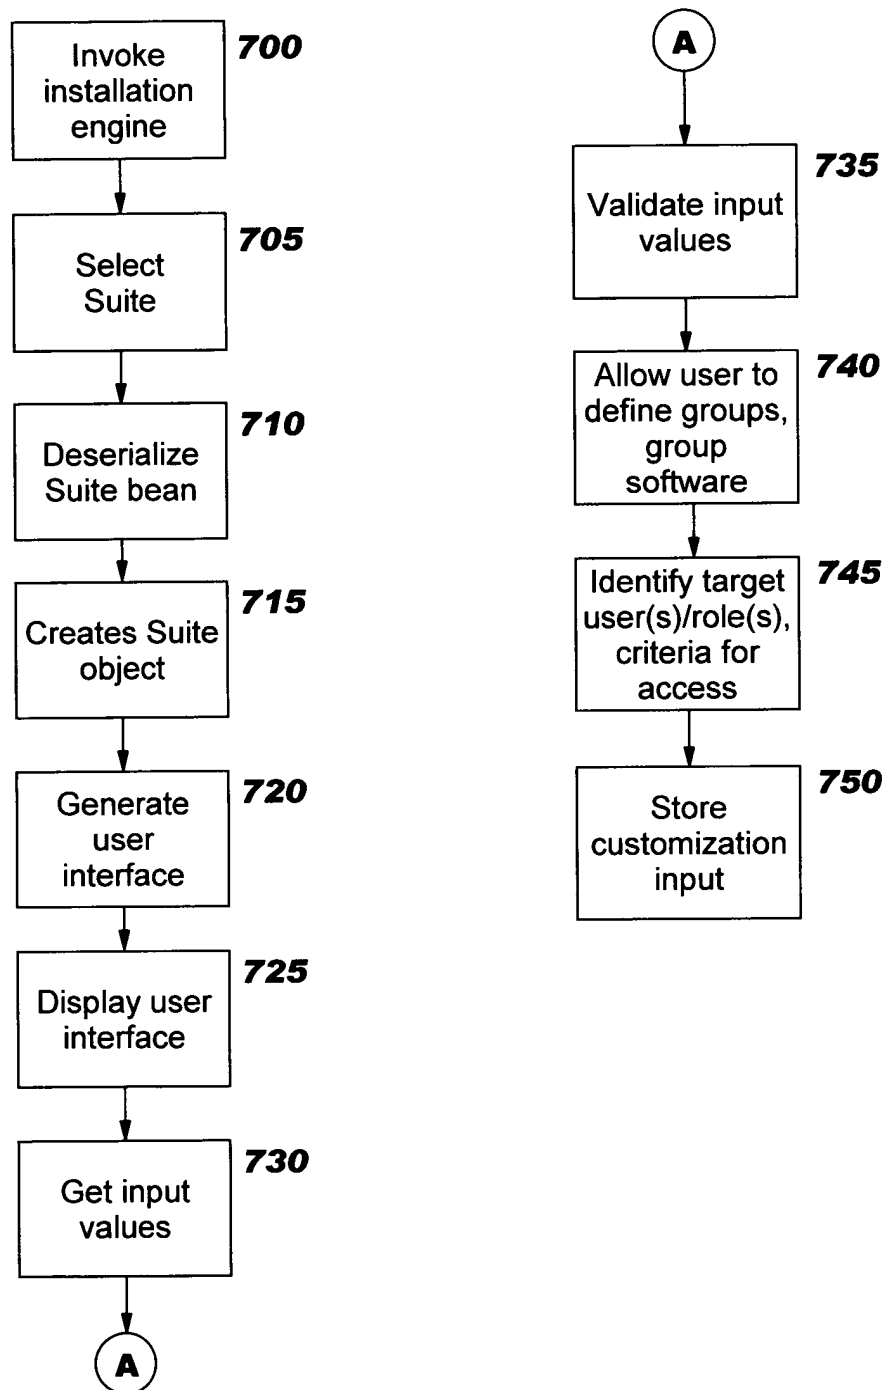 Invoke
installation
engine
700
Select
Suite
705
Deserialize
Suite bean
710
Creates Suite
object
715
Generate
user
interface
720
Display user
interface
725
Get input
values
730
A
A
Validate input
values
735
Allow user to
define groups,
group
software
740
Identify target
user(s)/role(s),
criteria for
access
745
Store
customization
input
750